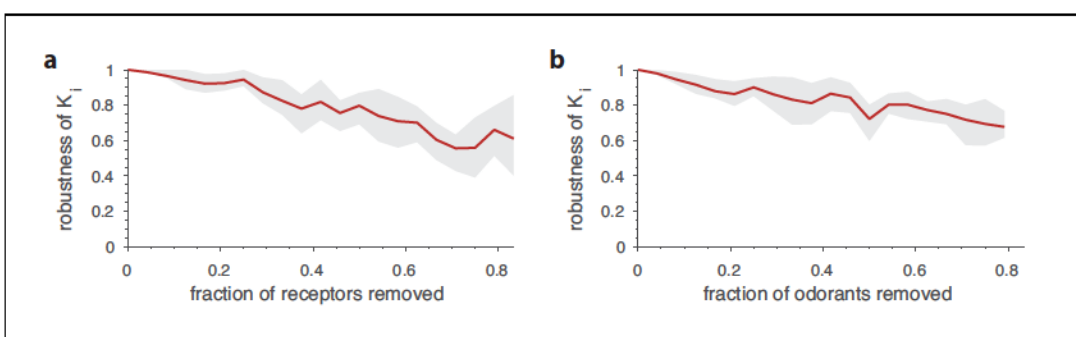 a
robustness of K i
1
0.8
0.6
0.4
0.2
0
0 0.2 0.4 0.6 0.8
fraction of receptors removed
b
robustness of K i
1
0.8
0.6
0.4
0.2
0
0 0.2 0.4 0.6 0.8
fraction of odorants removed